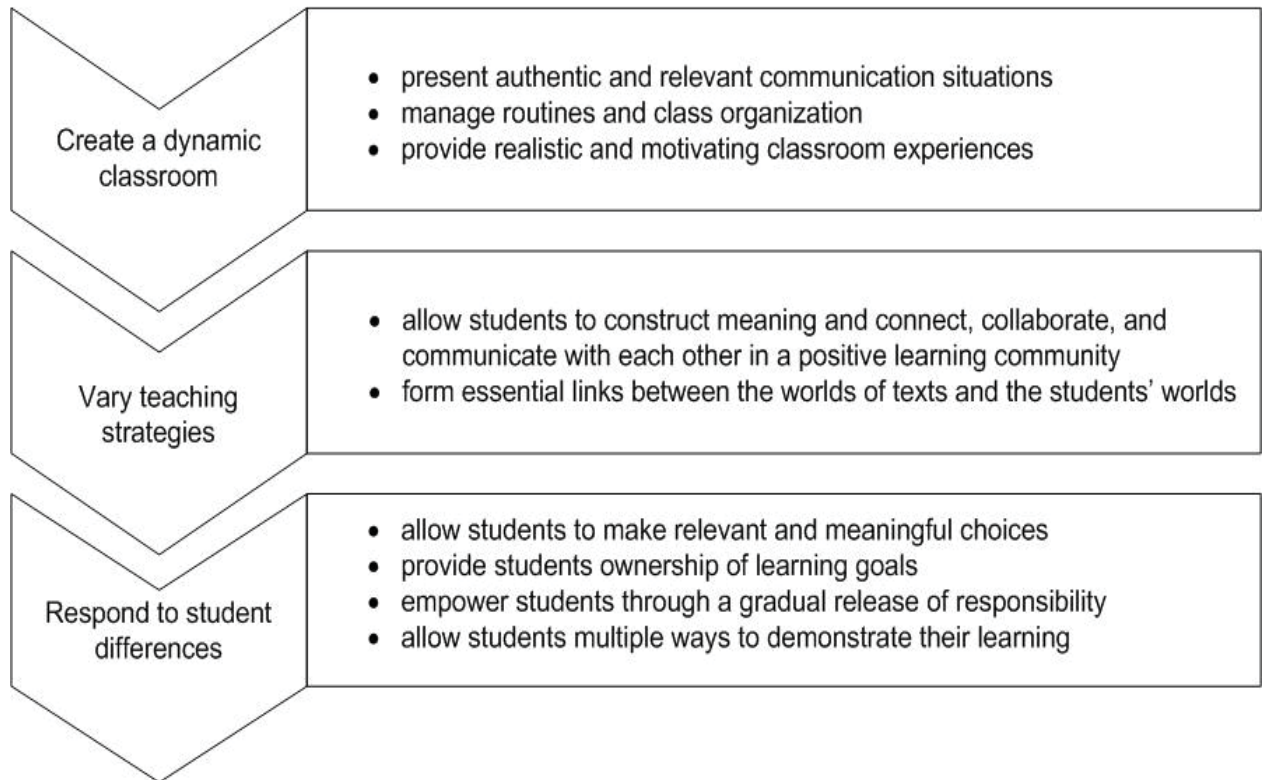 Create a dynamic
classroom
• present authentic and relevant communication situations
• manage routines and class organization
• provide realistic and motivating classroom experiences
Vary teaching
strategies
• allow students to construct meaning and connect, collaborate, and
communicate with each other in a positive learning community
• form essential links between the worlds of texts and the students’ worlds
Respond to student
differences
• allow students to make relevant and meaningful choices
• provide students ownership of learning goals
• empower students through a gradual release of responsibility
• allow students multiple ways to demonstrate their learning